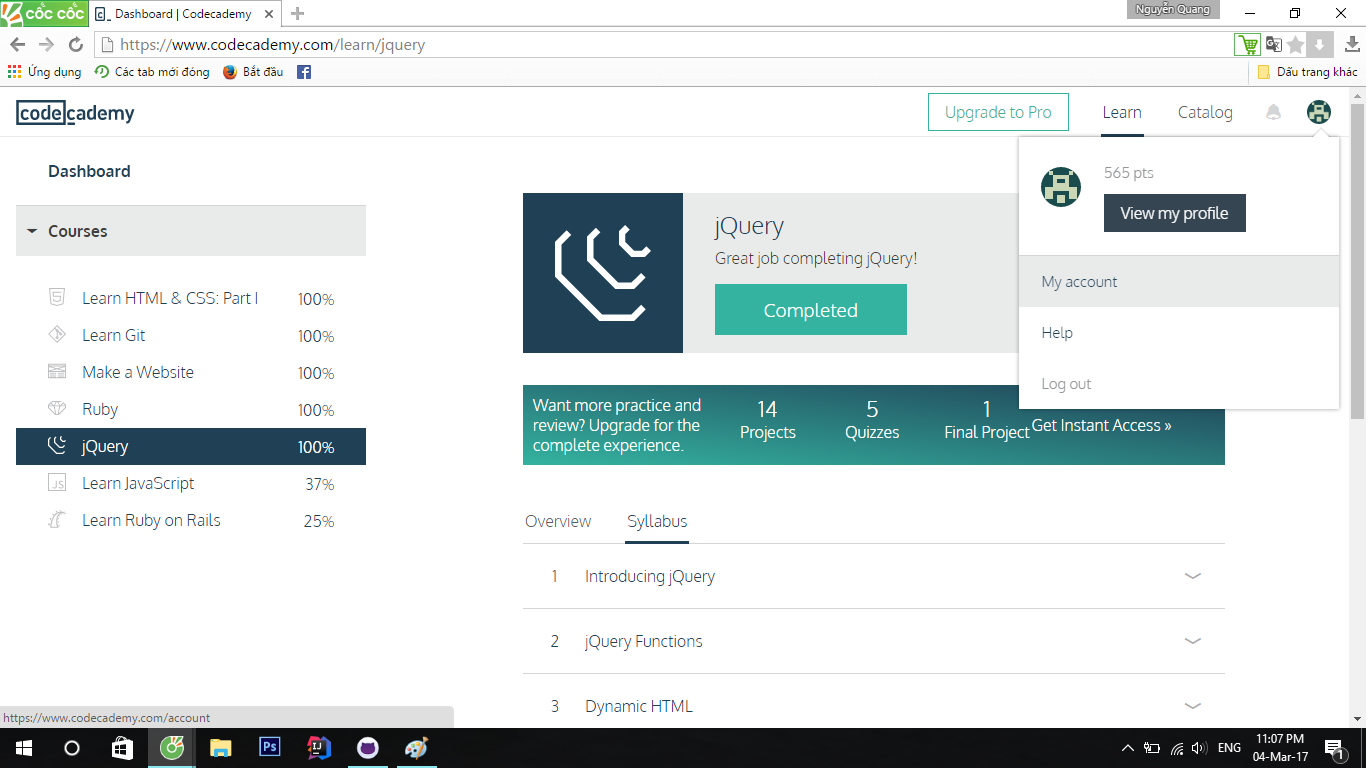 CỐC CỐC
Dashboard | Codecademy
Nguyễn Quang
https://www.codecademy.com/learn/jquery
Ứng dụng
Các tab mới đóng
Bắt đầu
Dấu trang khác
codecademy
Upgrade to Pro
Learn
Catalog
565 pts
View my profile
My account
Help
Log out
Dashboard
Courses
Learn HTML & CSS: Part I 100%
Learn Git 100%
Make a Website 100%
Ruby 100%
jQuery 100%
Learn JavaScript 37%
Learn Ruby on Rails 25%
jQuery
Great job completing jQuery!
Completed
Want more practice and
review? Upgrade for the
complete experience.
14
Projects
5
Quizzes
1
Final Project
Get Instant Access »
Overview
Syllabus
1 Introducing jQuery
2 jQuery Functions
3 Dynamic HTML
https://www.codecademy.com/account
Ps
IJ
ENG
11:07 PM
04-Mar-17
1